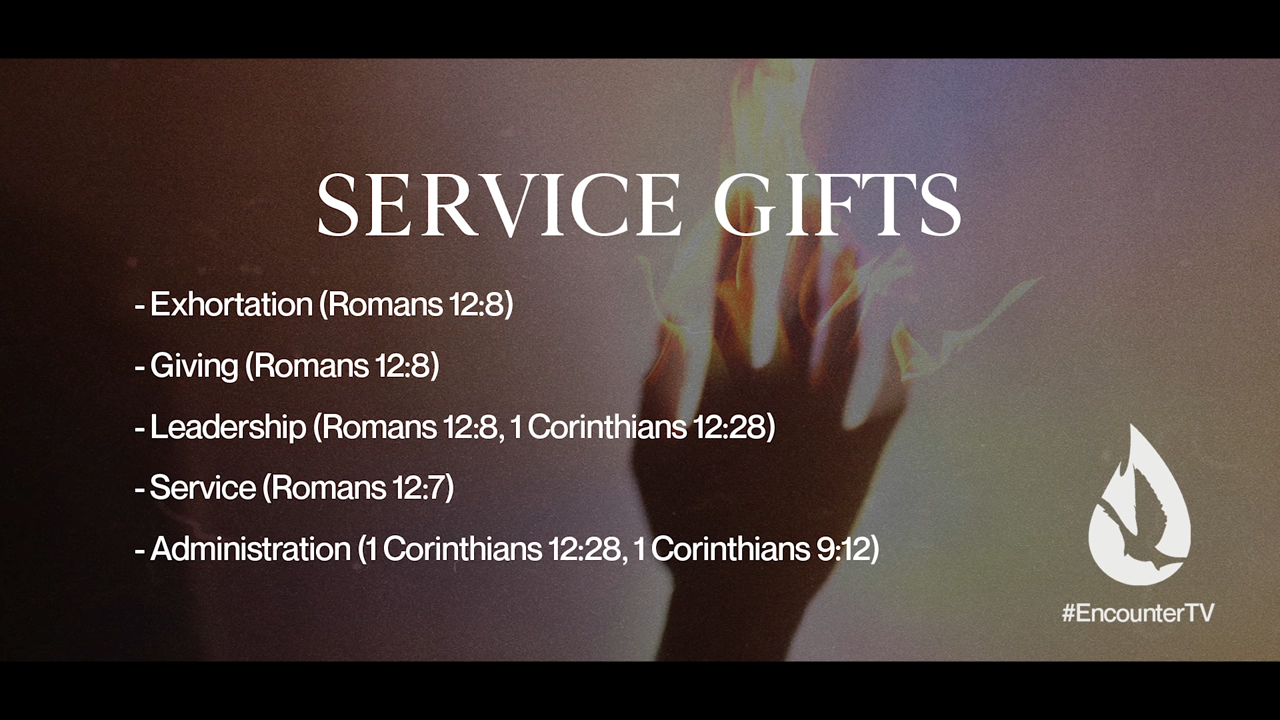 SERVICE GIFTS
- Exhortation (Romans 12:8)
- Giving (Romans 12:8)
- Leadership (Romans 12:8, 1 Corinthians 12:28)
- Service (Romans 12:7)
- Administration (1 Corinthians 12:28, 1 Corinthians 9:12)
#EncounterTV